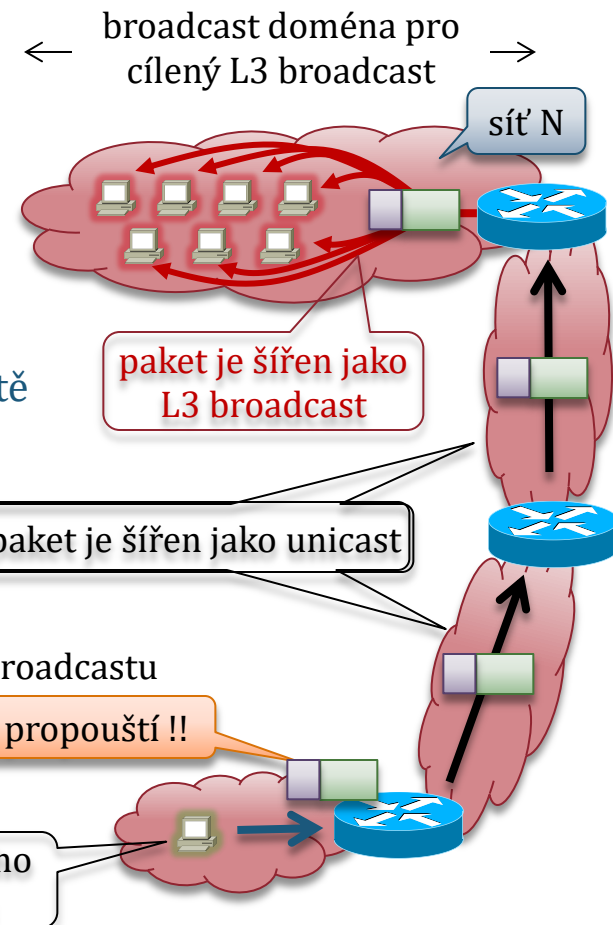 broadcast doména pro
cílený L3 broadcast
síť N
paket je šířen jako
L3 broadcast
tě
paket je šířen jako unicast
roadcastu
propouští !!
ho